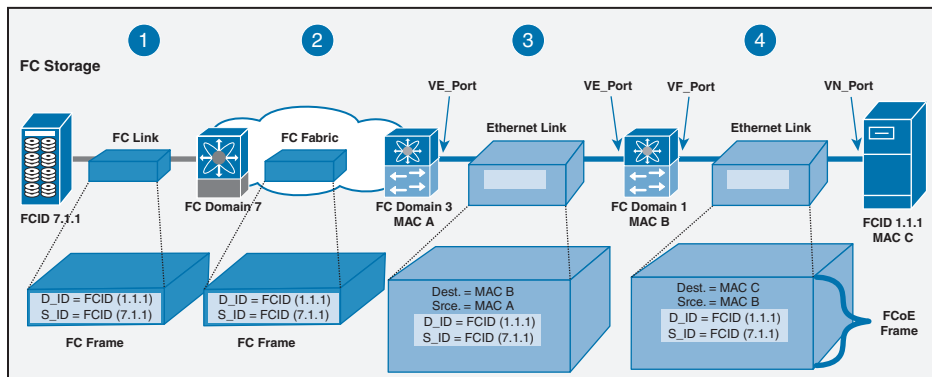 1
2
3
4
FC Storage
VE_Port
VE_Port
VF_Port
VN_Port
FC Link
FC Fabric
Ethernet Link
Ethernet Link
FCID 7.1.1
FC Domain 7
FC Domain 3
MAC A
FC Domain 1
MAC B
FCID 1.1.1
MAC C
D_ID = FCID (1.1.1)
S_ID = FCID (7.1.1)
FC Frame
D_ID = FCID (1.1.1)
S_ID = FCID (7.1.1)
FC Frame
Dest. = MAC B
Srce. = MAC A
D_ID = FCID (1.1.1)
S_ID = FCID (7.1.1)
Dest. = MAC C
Srce. = MAC B
D_ID = FCID (1.1.1)
S_ID = FCID (7.1.1)
FCoE
Frame